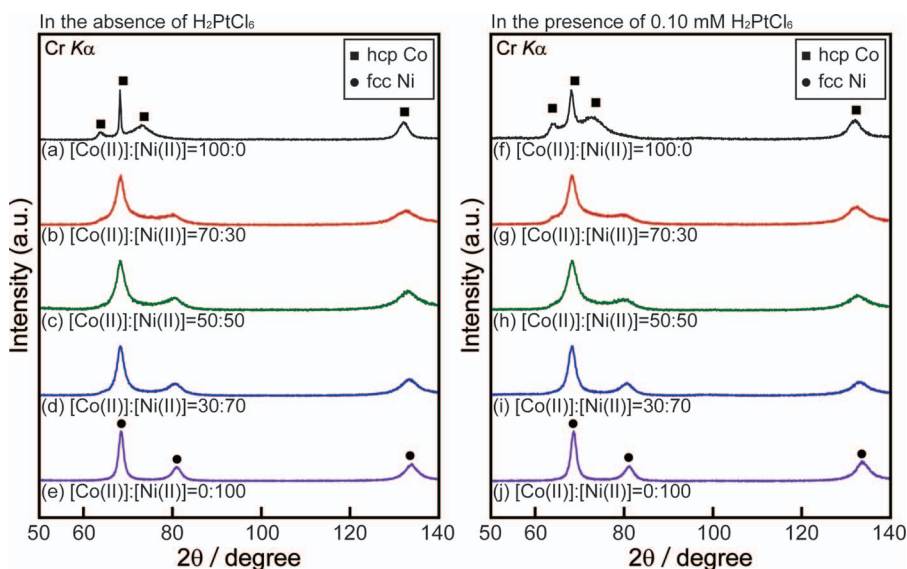 In the absence of H₂PtCl₆
Cr Kα
■ hcp Co
● fcc Ni
(a) [Co(II)]:[Ni(II)]=100:0
(b) [Co(II)]:[Ni(II)]=70:30
(c) [Co(II)]:[Ni(II)]=50:50
(d) [Co(II)]:[Ni(II)]=30:70
(e) [Co(II)]:[Ni(II)]=0:100
Intensity (a.u.)
50 60 80 100 120 140
2θ / degree
In the presence of 0.10 mM H₂PtCl₆
Cr Kα
■ hcp Co
● fcc Ni
(f) [Co(II)]:[Ni(II)]=100:0
(g) [Co(II)]:[Ni(II)]=70:30
(h) [Co(II)]:[Ni(II)]=50:50
(i) [Co(II)]:[Ni(II)]=30:70
(j) [Co(II)]:[Ni(II)]=0:100
Intensity (a.u.)
50 60 80 100 120 140
2θ / degree